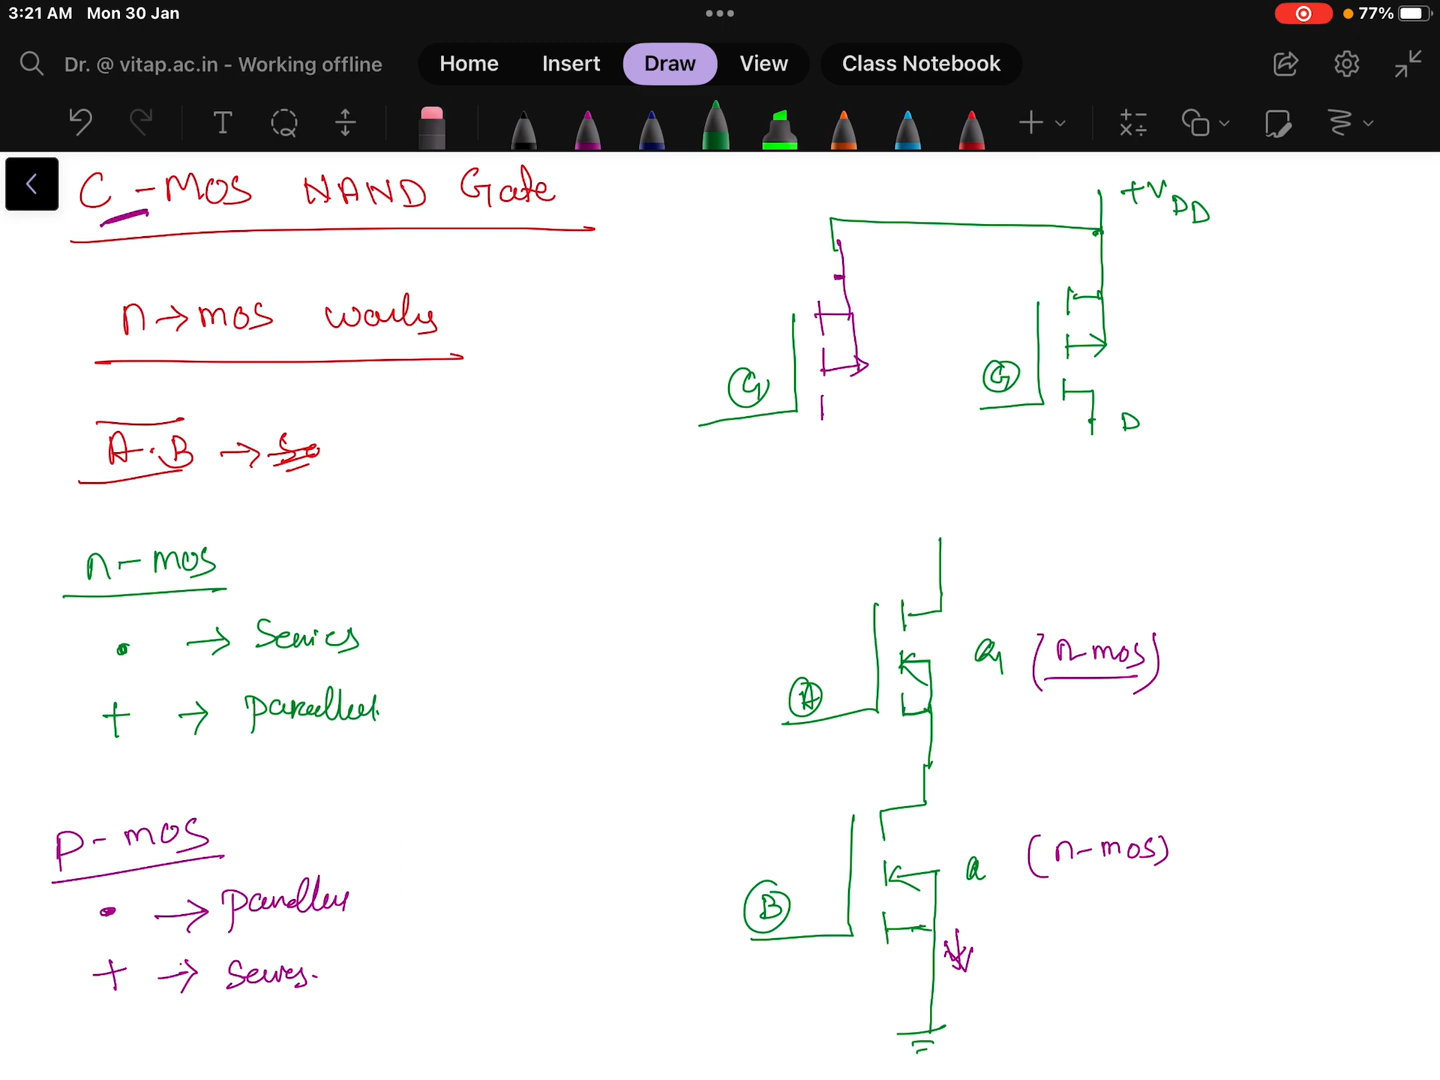 3:21 AM Mon 30 Jan
77%
Dr. @ vitap.ac.in - Working offline
Home Insert Draw View Class Notebook
C-MOS NAND Gate
+VDD
n→mos works
G
G
D
A·B →
n-mos
• → Series
+ → parallel
A
Q1 (n-mos)
P-mos
• → parallel
+ → Series.
B
Q (n-mos)